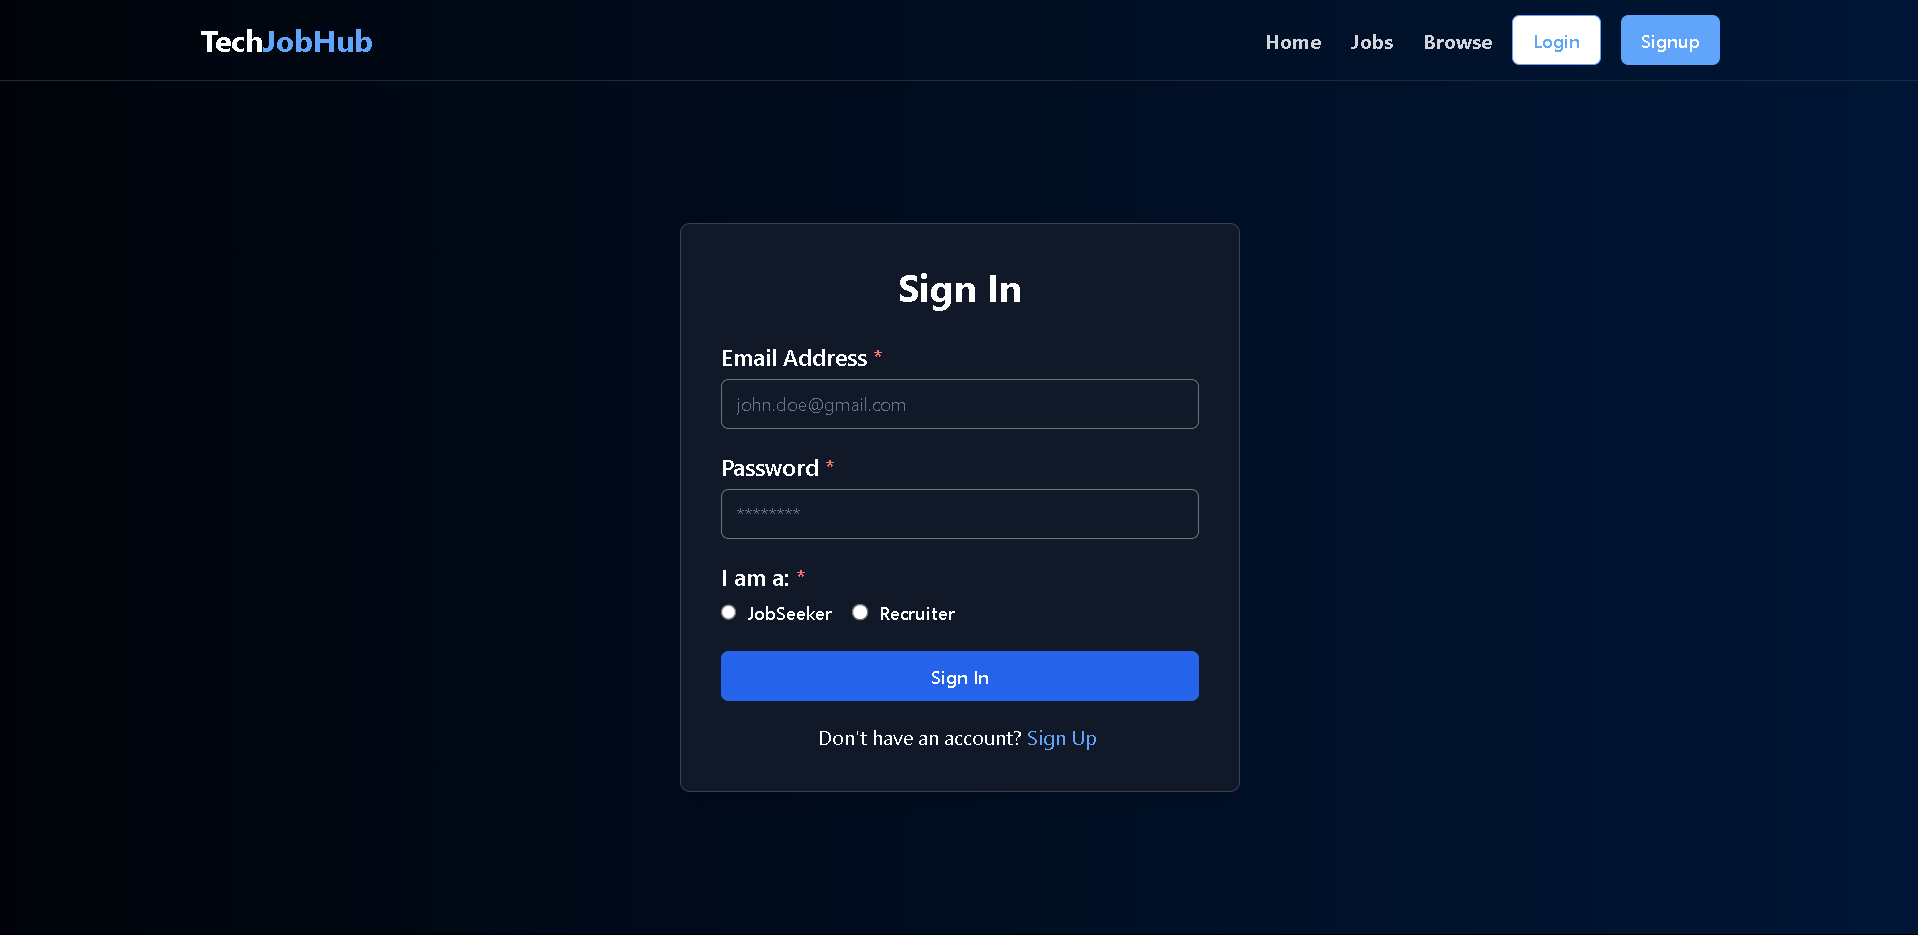 TechJobHub
Home Jobs Browse Login Signup
Sign In
Email Address *
john.doe@gmail.com
Password *
********
I am a: *
JobSeeker Recruiter
Sign In
Don't have an account? Sign Up